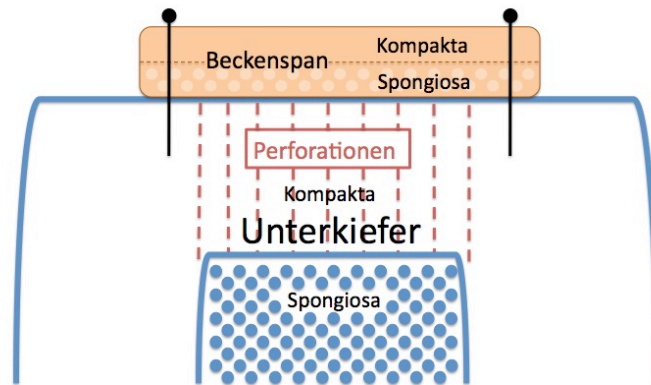 Kompakta
Beckenspan
Spongiosa
Perforationen
Kompakta
Unterkiefer
Spongiosa